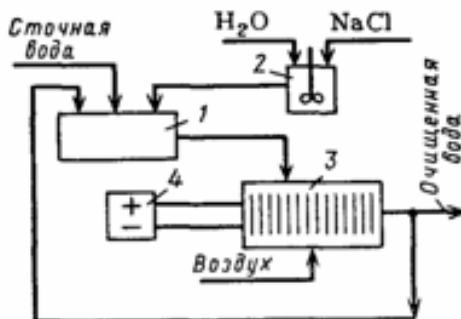 H₂O NaCl
Сточная
вода
2
1
Очищенная
вода
3
4
+
−
Воздух